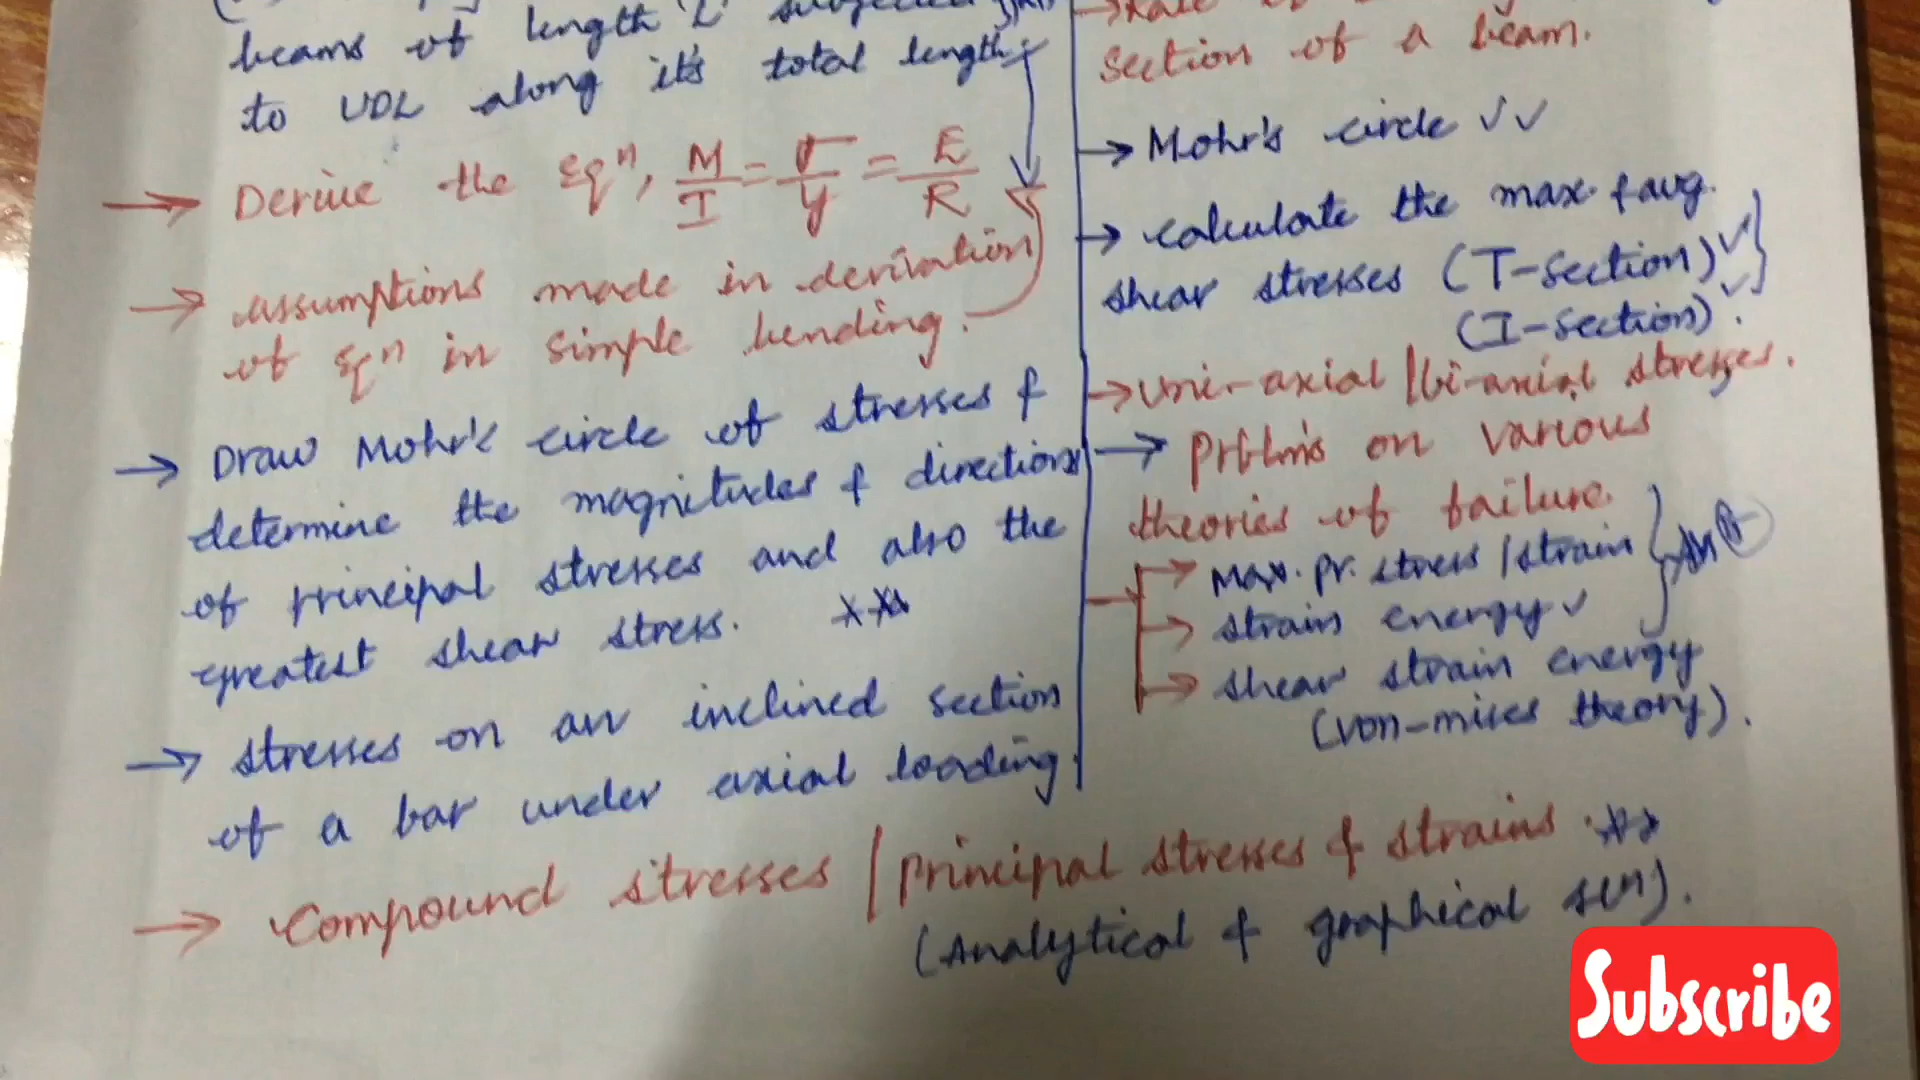 beams of length 'L' subjected
to UDL along it's total length;
→ Derive the Eqⁿ, M/I = σ/y = E/R
→ assumptions made in derivation
of Eqⁿ in simple bending.
→ Draw Mohr's circle of stresses &
determine the magnitudes & directions
of principal stresses and also the
greatest shear stress. ***
→ stresses on an inclined section
of a bar under axial loading.
section of a beam.
→ Mohr's circle ✓✓
→ calculate the max. & avg.
shear stresses (T-section) ✓
(I-section). ✓
→ uni-axial / bi-axial stresses.
→ Prblm's on various
theories of failure.
→ Max. pr. stress / strain
→ strain energy ✓
→ shear strain energy
(von-mises theory).
→ Compound stresses / Principal stresses & strains. **
(Analytical & graphical slⁿ).
Subscribe